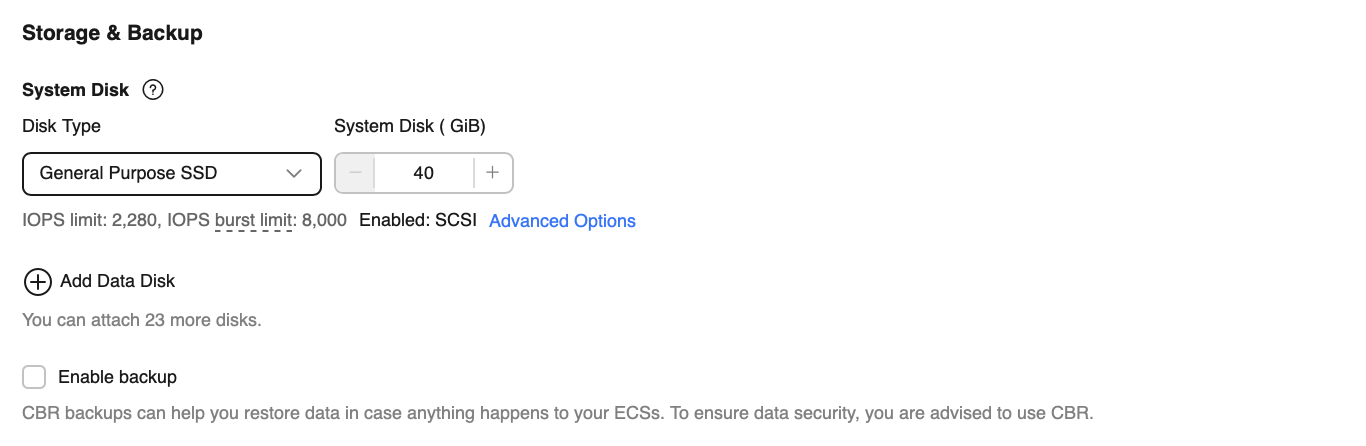 Storage & Backup
System Disk ?
Disk Type System Disk ( GiB)
General Purpose SSD − 40 +
IOPS limit: 2,280, IOPS burst limit: 8,000 Enabled: SCSI Advanced Options
Add Data Disk
You can attach 23 more disks.
Enable backup
CBR backups can help you restore data in case anything happens to your ECSs. To ensure data security, you are advised to use CBR.